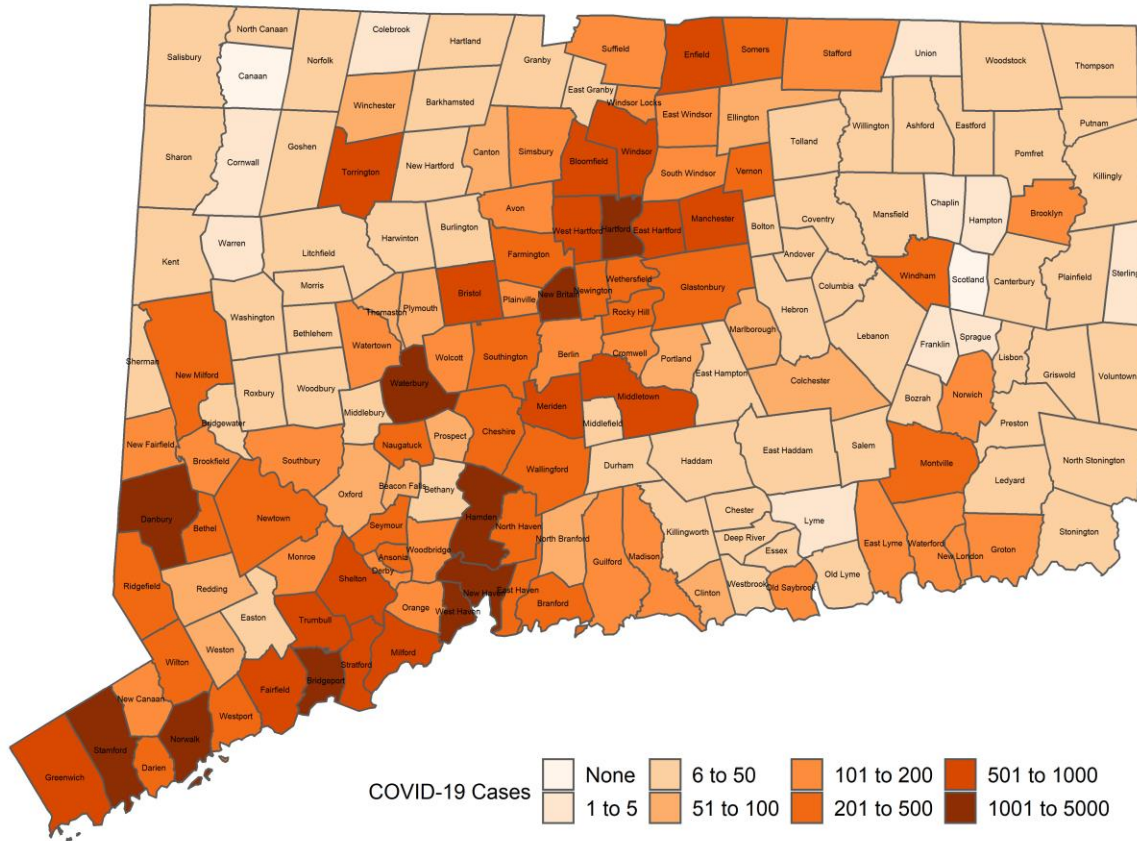 North Canaan
Colebrook
Hartland
Suffield
Enfield
Somers
Stafford
Union
Woodstock
Thompson
Salisbury
Canaan
Norfolk
Granby
East Granby
Winchester
Barkhamsted
Windsor Locks
East Windsor
Ellington
Willington
Ashford
Eastford
Putnam
Sharon
Cornwall
Goshen
Torrington
New Hartford
Canton
Simsbury
Bloomfield
Windsor
South Windsor
Vernon
Tolland
Pomfret
Killingly
Kent
Warren
Litchfield
Harwinton
Burlington
Avon
West Hartford
Hartford
East Hartford
Manchester
Bolton
Coventry
Mansfield
Chaplin
Hampton
Brooklyn
Morris
Farmington
Andover
Columbia
Windham
Scotland
Canterbury
Plainfield
Sterling
Washington
Bethlehem
Thomaston
Plymouth
Bristol
Plainville
New Britain
Newington
Wethersfield
Rocky Hill
Glastonbury
Hebron
Lebanon
Marlborough
Franklin
Sprague
Lisbon
Griswold
Voluntown
Sherman
New Milford
Roxbury
Woodbury
Watertown
Waterbury
Wolcott
Southington
Berlin
Cromwell
Portland
East Hampton
Colchester
Bozrah
Norwich
Preston
Bridgewater
Middlebury
Meriden
Middletown
Middlefield
New Fairfield
Brookfield
Southbury
Naugatuck
Prospect
Cheshire
Wallingford
Durham
Haddam
East Haddam
Salem
Montville
Ledyard
North Stonington
Danbury
Bethel
Newtown
Oxford
Beacon Falls
Bethany
Hamden
North Haven
Seymour
Woodbridge
Ansonia
Derby
North Branford
Guilford
Madison
Killingworth
Chester
Deep River
Essex
Lyme
East Lyme
Waterford
New London
Groton
Stonington
Ridgefield
Redding
Monroe
Shelton
Orange
West Haven
New Haven
East Haven
Branford
Clinton
Westbrook
Old Saybrook
Old Lyme
Easton
Trumbull
Wilton
Weston
Fairfield
Bridgeport
Stratford
Milford
New Canaan
Westport
Norwalk
Greenwich
Stamford
Darien
COVID-19 Cases
None
1 to 5
6 to 50
51 to 100
101 to 200
201 to 500
501 to 1000
1001 to 5000